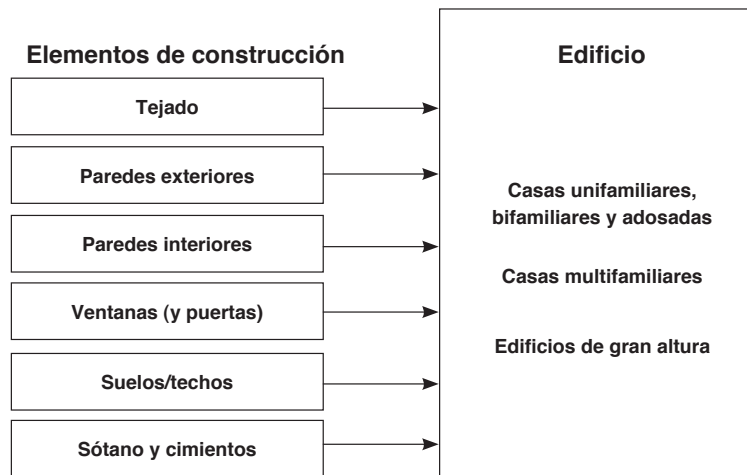 Elementos de construcción
Tejado
Paredes exteriores
Paredes interiores
Ventanas (y puertas)
Suelos/techos
Sótano y cimientos
Edificio
Casas unifamiliares,
bifamiliares y adosadas
Casas multifamiliares
Edificios de gran altura